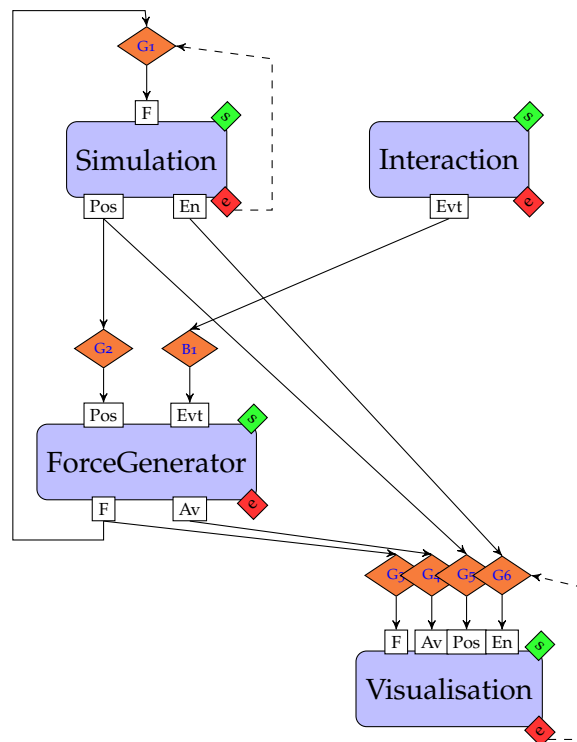 G1
F
s
s
Simulation
Interaction
e
e
Pos
En
Evt
G2
B1
Pos
Evt
s
ForceGenerator
e
F
Av
G3
G4
G5
G6
F
Av
Pos
En
s
Visualisation
e